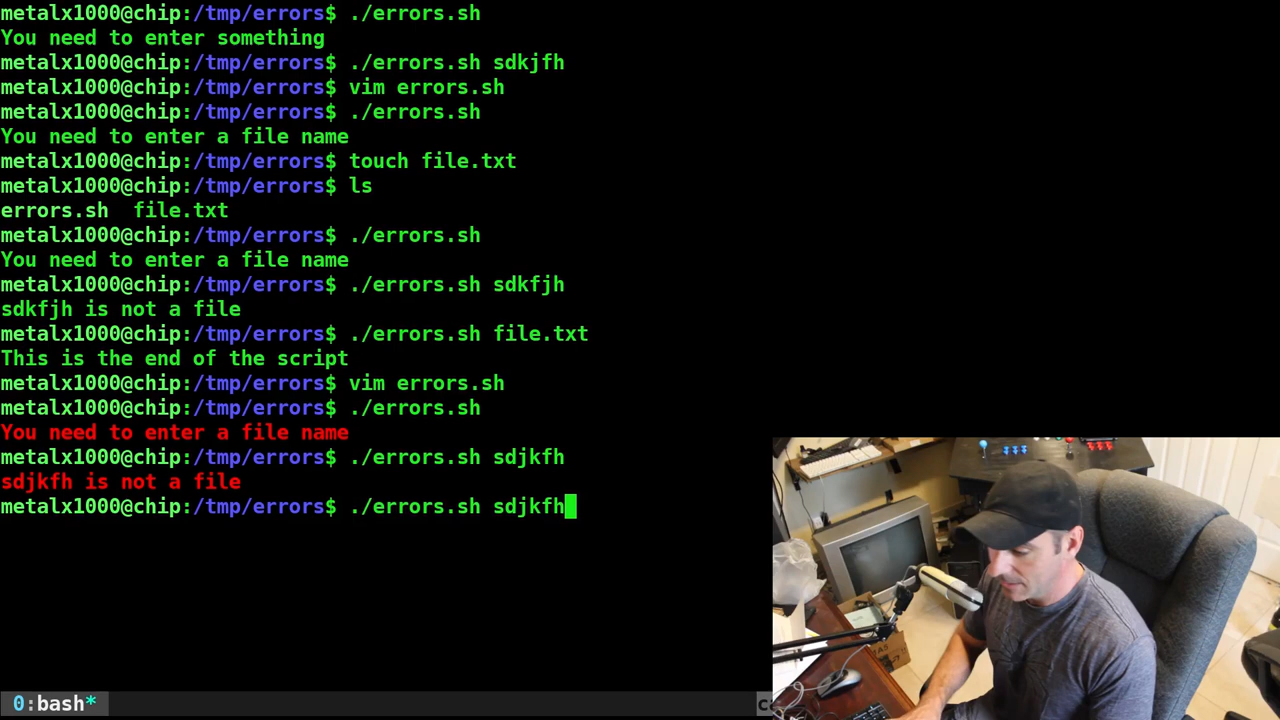 metalx1000@chip:/tmp/errors$ ./errors.sh
You need to enter something
metalx1000@chip:/tmp/errors$ ./errors.sh sdkjfh
metalx1000@chip:/tmp/errors$ vim errors.sh
metalx1000@chip:/tmp/errors$ ./errors.sh
You need to enter a file name
metalx1000@chip:/tmp/errors$ touch file.txt
metalx1000@chip:/tmp/errors$ ls
errors.sh  file.txt
metalx1000@chip:/tmp/errors$ ./errors.sh
You need to enter a file name
metalx1000@chip:/tmp/errors$ ./errors.sh sdkfjh
sdkfjh is not a file
metalx1000@chip:/tmp/errors$ ./errors.sh file.txt
This is the end of the script
metalx1000@chip:/tmp/errors$ vim errors.sh
metalx1000@chip:/tmp/errors$ ./errors.sh
You need to enter a file name
metalx1000@chip:/tmp/errors$ ./errors.sh sdjkfh
sdjkfh is not a file
metalx1000@chip:/tmp/errors$ ./errors.sh sdjkfh
0:bash*